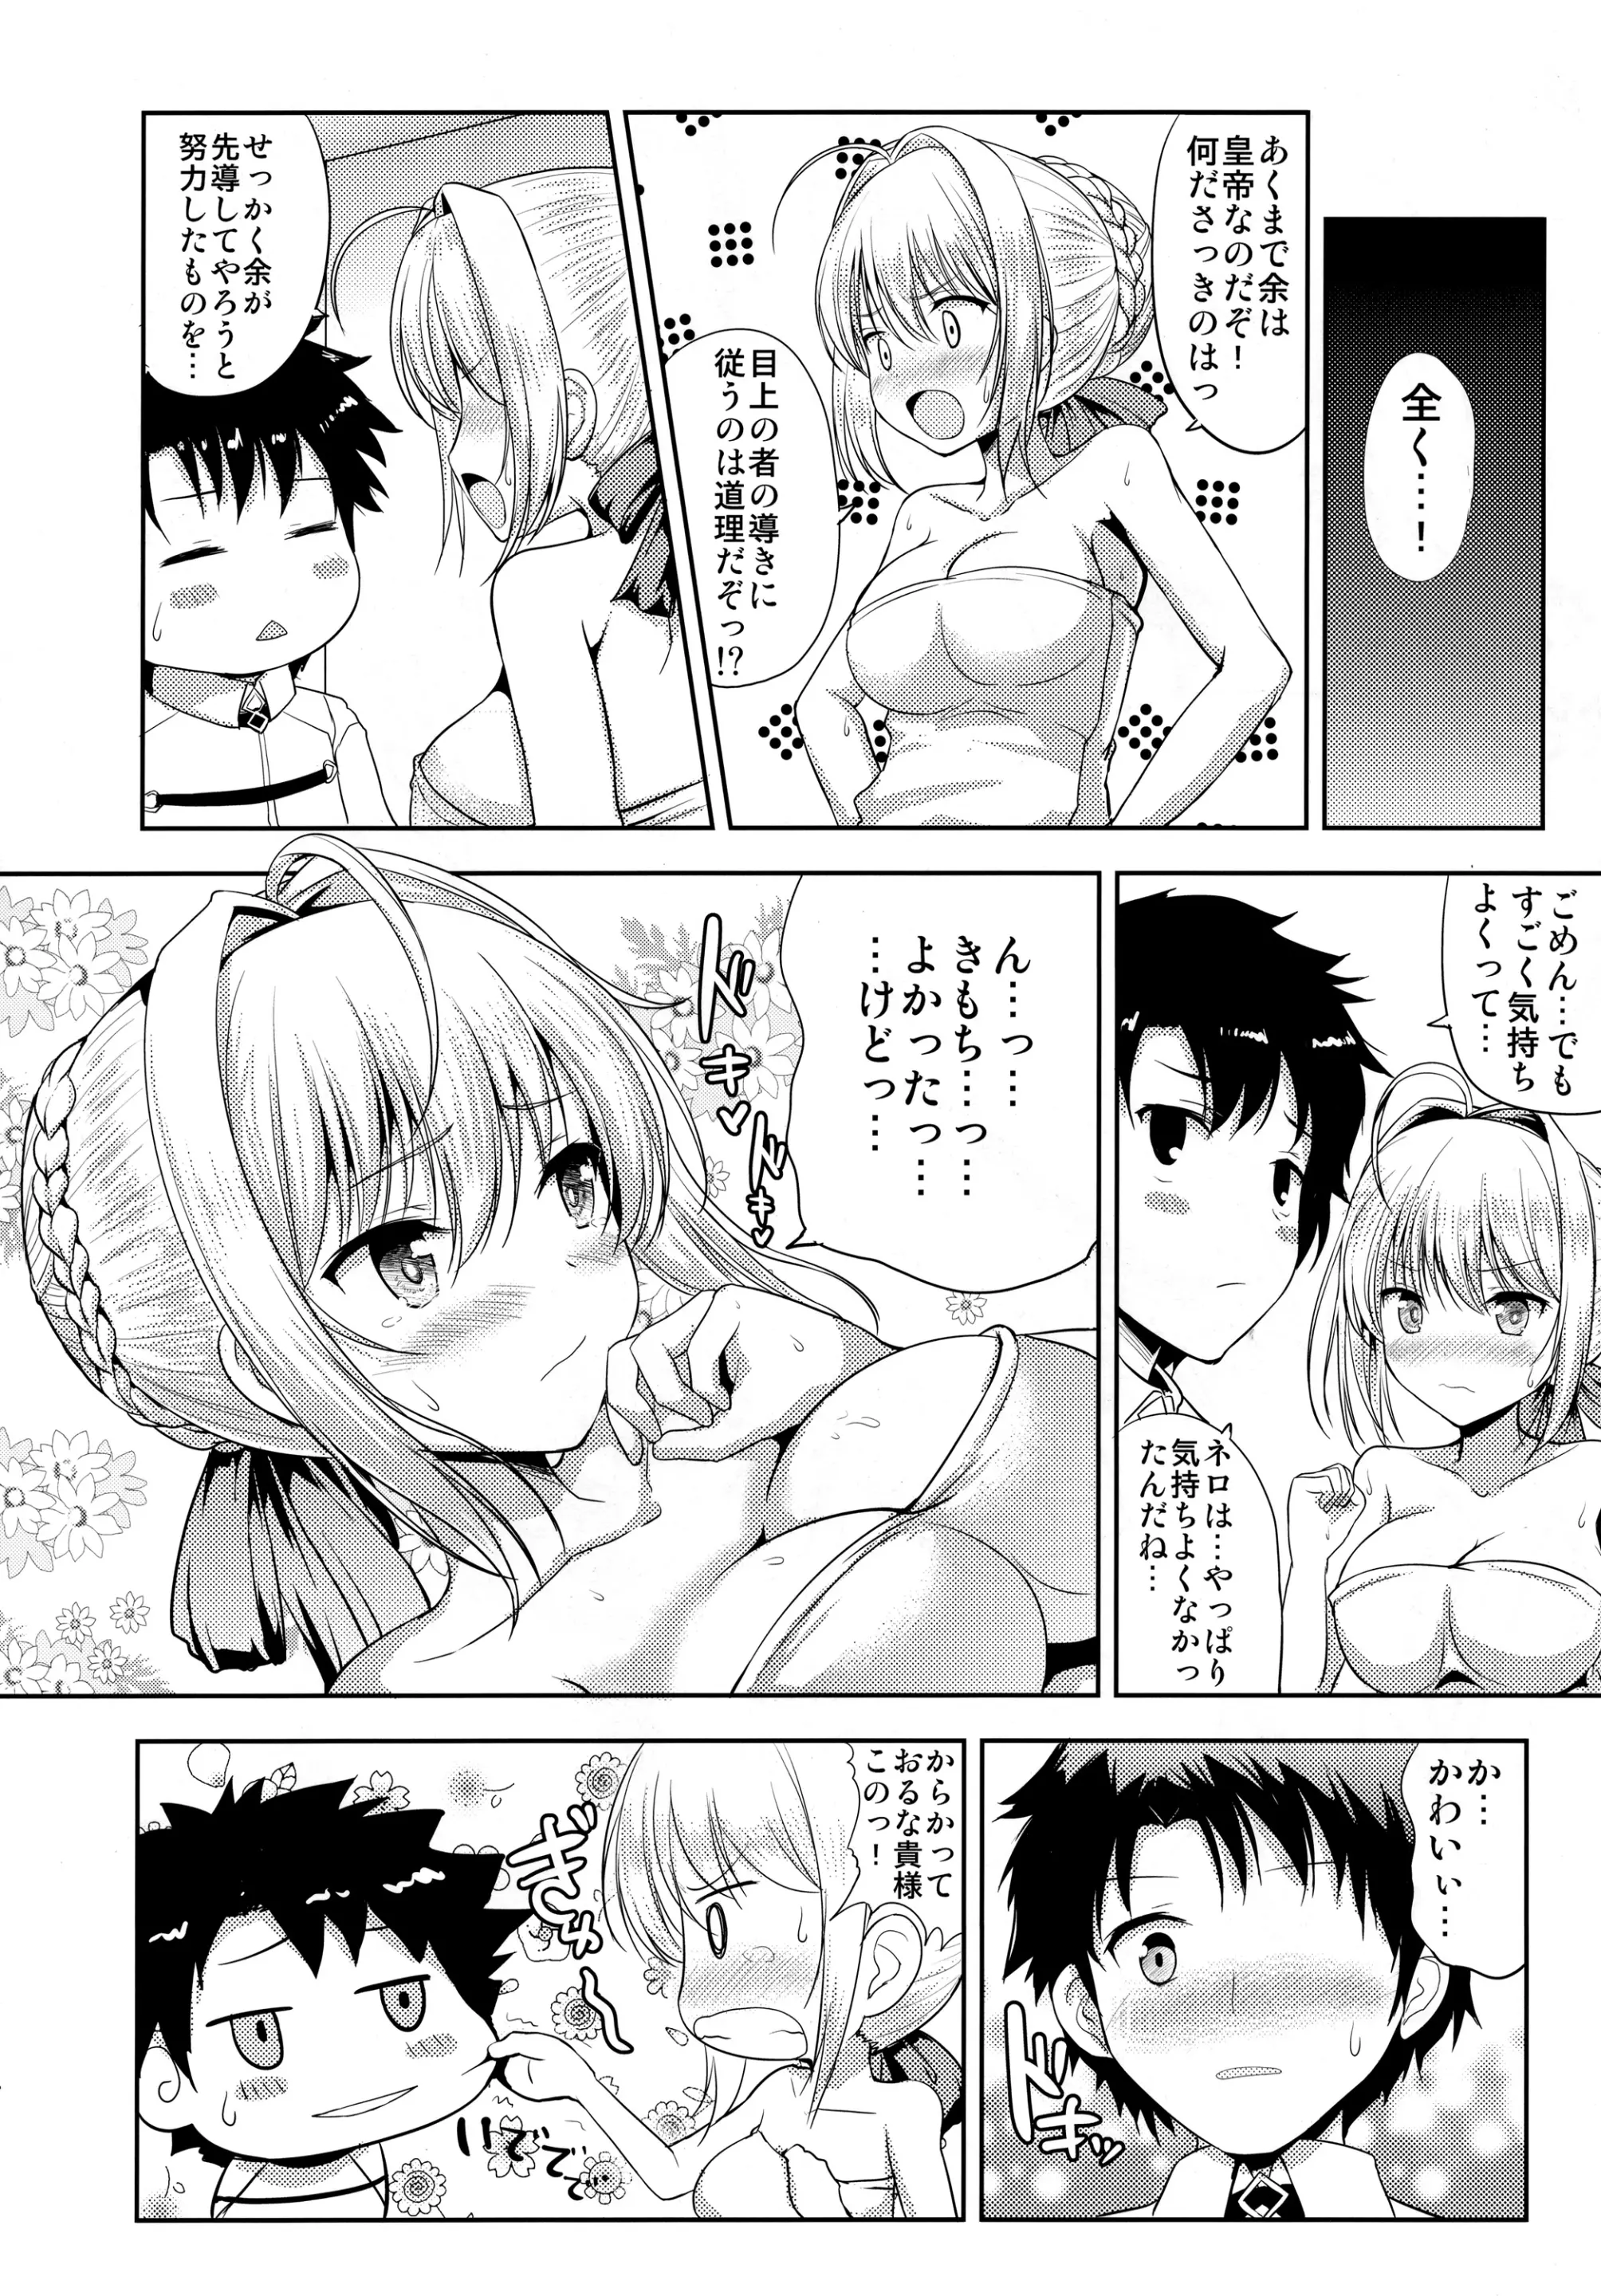 全く…！
あくまで余は
皇帝なのだぞ！
何ださっきのはっ
目上の者の導きに
従うのは道理だぞっ!?
せっかく余が
先導してやろうと
努力したものを…
ごめん…でも
すごく気持ち
よくって…
ネロは…やっぱり
気持ちよくなかっ
たんだね…
ん…っ…
きもち…っ…
よかったっ…
…けどっ…
ドキ♥
ドキ♥
か…
かわいぃ…
ドキッ
からかって
おるな貴様
このっ！
ぎゅ〜
いででで